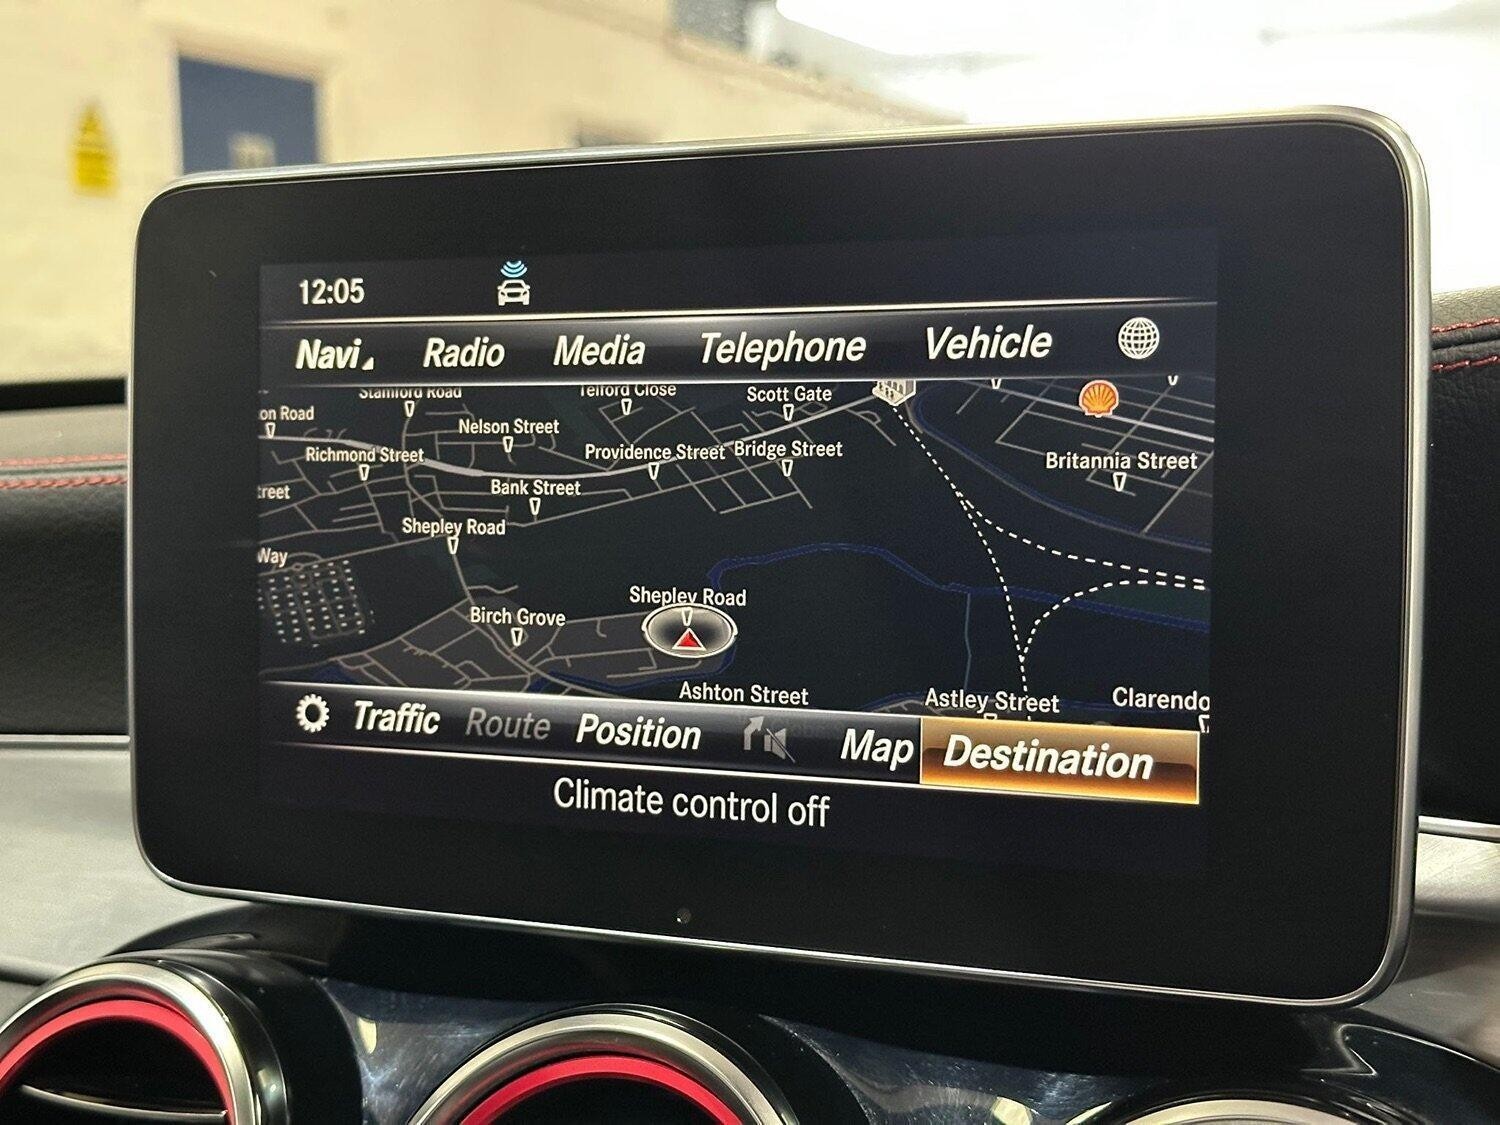 12:05
Navi Radio Media Telephone Vehicle
Stamford Road
Telford Close
Scott Gate
on Road
Nelson Street
Richmond Street
Providence Street
Bridge Street
Britannia Street
treet
Bank Street
Shepley Road
Way
Shepley Road
Birch Grove
Ashton Street
Astley Street
Clarendo
Traffic Route Position Map Destination
Climate control off